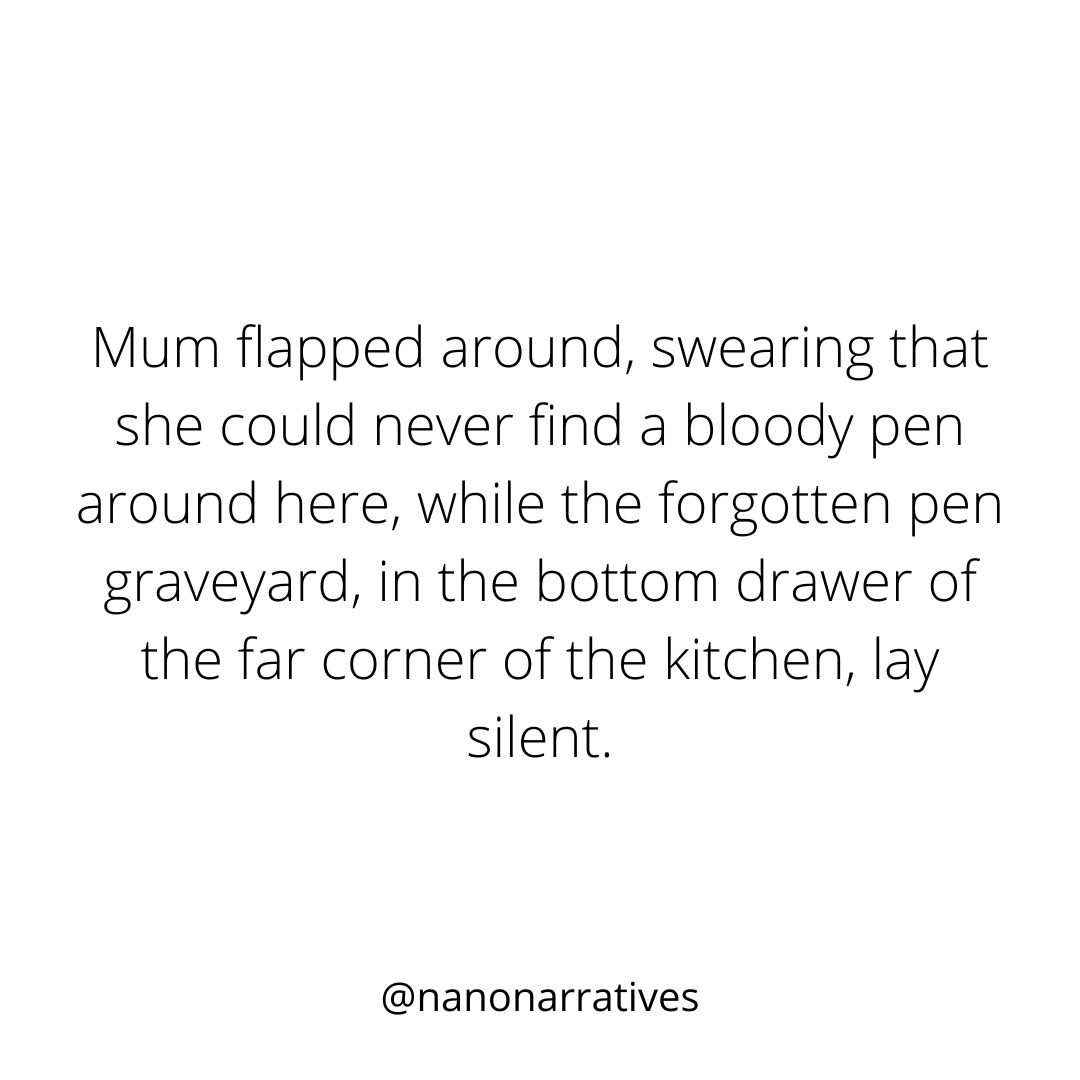 Mum flapped around, swearing that
she could never find a bloody pen
around here, while the forgotten pen
graveyard, in the bottom drawer of
the far corner of the kitchen, lay
silent.
@nanonarratives